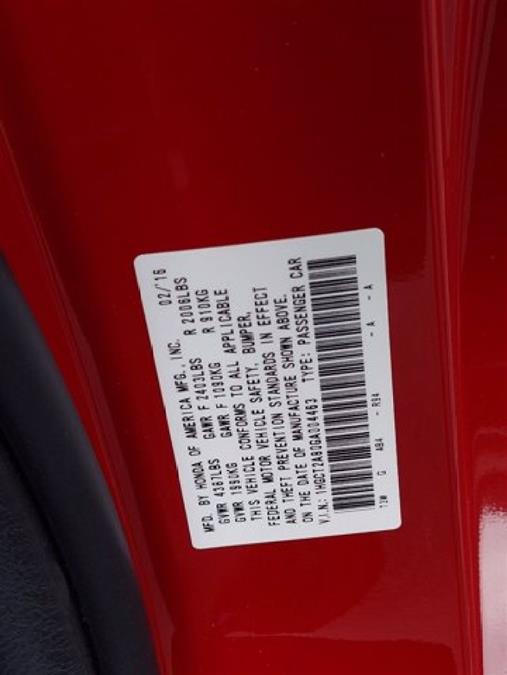 MFD. BY HONDA OF AMERICA MFG., INC. 02/'16
GVWR 4387LBS GAWR F 2403LBS R 2006LBS
GVWR 1990KG GAWR F 1090KG R 910KG
THIS VEHICLE CONFORMS TO ALL APPLICABLE
FEDERAL MOTOR VEHICLE SAFETY, BUMPER,
AND THEFT PREVENTION STANDARDS IN EFFECT
ON THE DATE OF MANUFACTURE SHOWN ABOVE.
V.I.N.: 1HGCT2A80GA004463 TYPE: PASSENGER CAR
G AB4 - R94 - A - A